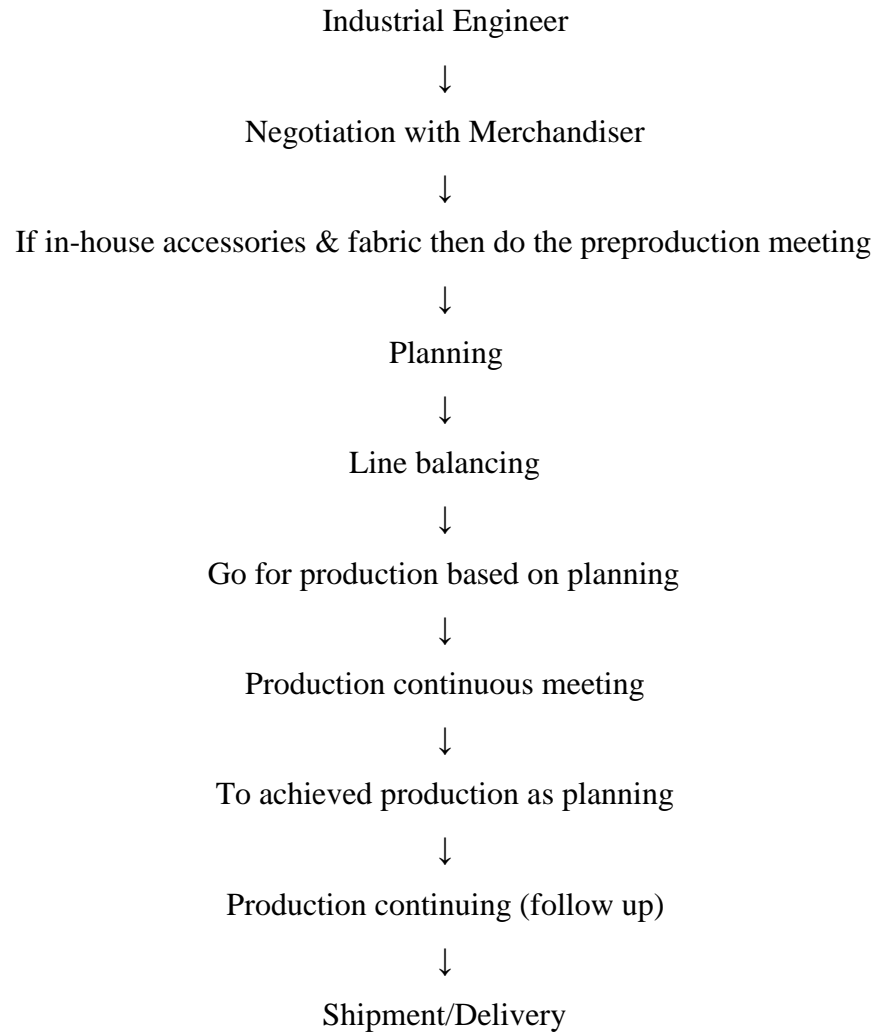 Industrial Engineer
↓
Negotiation with Merchandiser
↓
If in-house accessories & fabric then do the preproduction meeting
↓
Planning
↓
Line balancing
↓
Go for production based on planning
↓
Production continuous meeting
↓
To achieved production as planning
↓
Production continuing (follow up)
↓
Shipment/Delivery